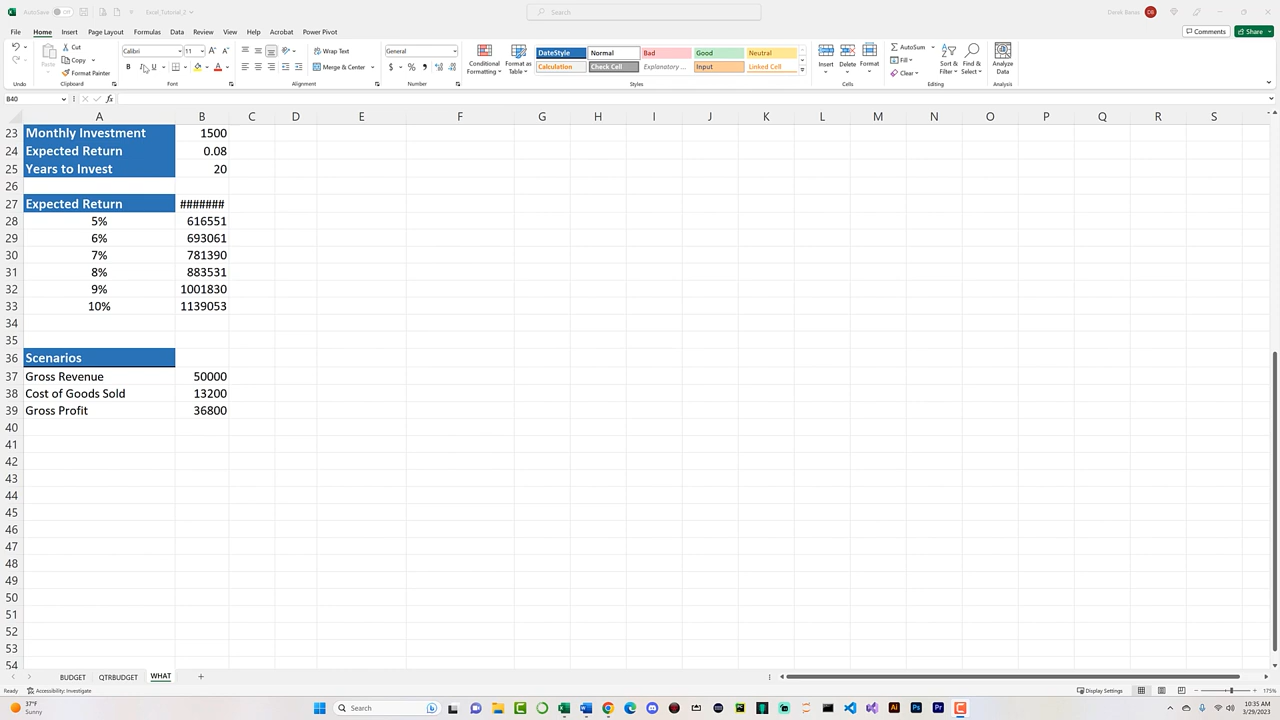 AutoSave Off Excel_Tutorial_2 Search Derek Banas DB
File Home Insert Page Layout Formulas Data Review View Help Acrobat Power Pivot Comments Share
Cut Calibri 11 Wrap Text General DateStyle Normal Bad Good Neutral AutoSum
Paste Copy Conditional Formatting Format as Table Insert Delete Format Fill Sort & Filter Find & Select Analyze Data
Format Painter B I U Merge & Center $ % Calculation Check Cell Explanatory ... Input Linked Cell Clear
Undo Clipboard Font Alignment Number Styles Cells Editing Analysis
B40 fx
A B C D E F G H I J K L M N O P Q R S
23 Monthly Investment 1500
24 Expected Return 0.08
25 Years to Invest 20
26
27 Expected Return #######
28 5% 616551
29 6% 693061
30 7% 781390
31 8% 883531
32 9% 1001830
33 10% 1139053
34
35
36 Scenarios
37 Gross Revenue 50000
38 Cost of Goods Sold 13200
39 Gross Profit 36800
40
41
42
43
44
45
46
47
48
49
50
51
52
53
54
BUDGET QTRBUDGET WHAT
Ready Accessibility: Investigate Display Settings 175%
37°F Search 10:35 AM
Sunny 3/29/2023